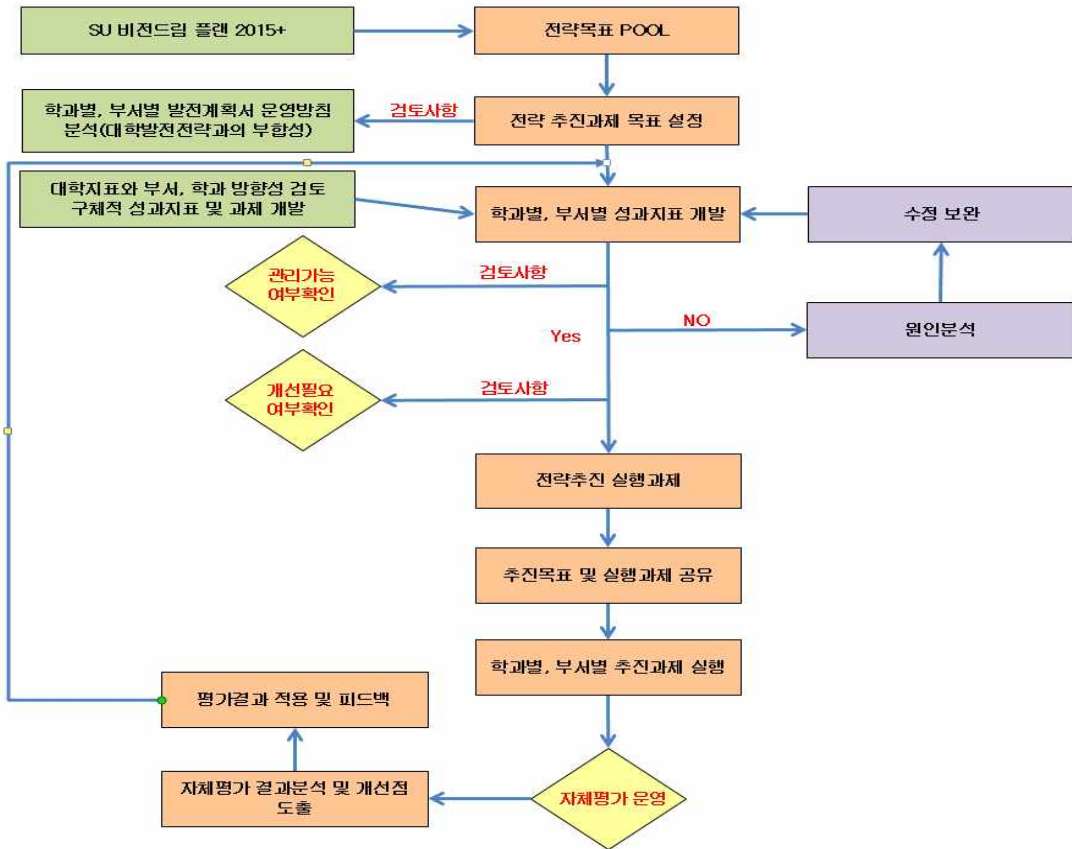 SU 비전드림 플랜 2015+
전략목표 POOL
학과별, 부서별 발전계획서 운영방침
분석(대학발전전략과의 부합성)
검토사항
전략 추진과제 목표 설정
대학지표와 부서, 학과 방향성 검토
구체적 성과지표 및 과제 개발
학과별, 부서별 성과지표 개발
수정 보완
관리가능
여부확인
검토사항
Yes
NO
원인분석
개선필요
여부확인
검토사항
전략추진 실행과제
추진목표 및 실행과제 공유
학과별, 부서별 추진과제 실행
평가결과 적용 및 피드백
자체평가 결과분석 및 개선점
도출
자체평가 운영